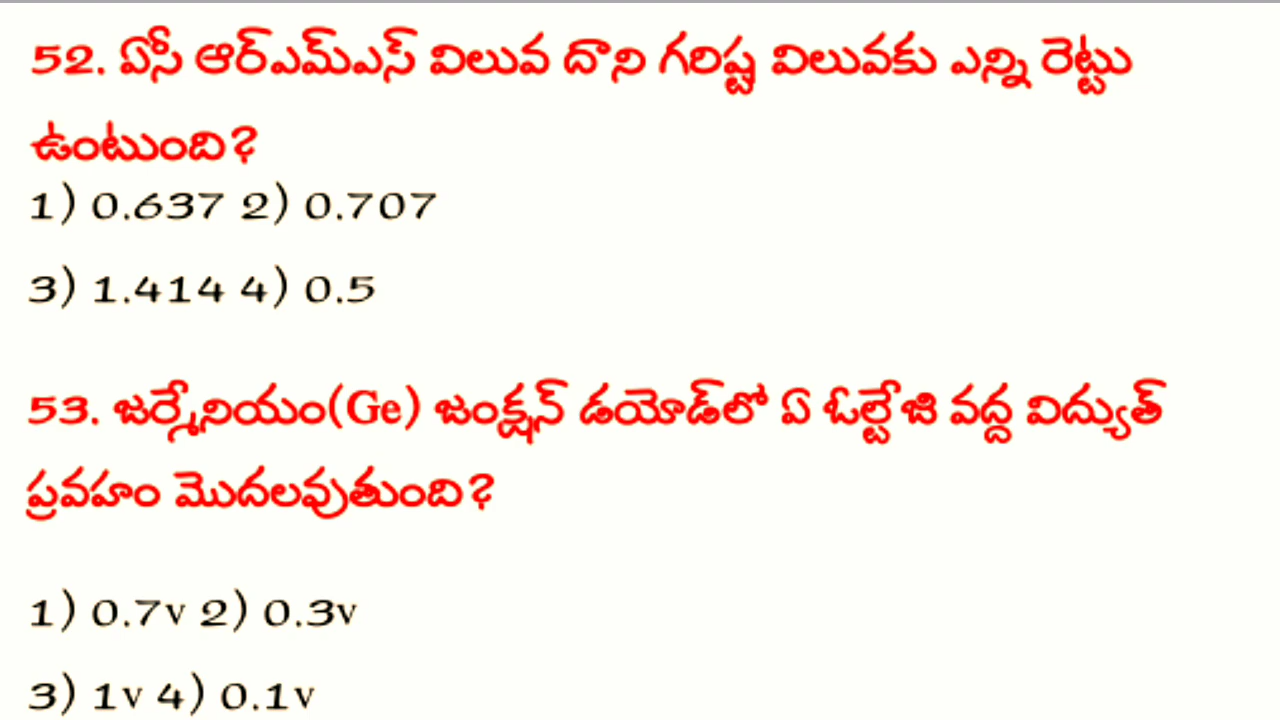 52. ఏసీ ఆర్ఎమ్ఎస్ విలువ దాని గరిష్ట విలువకు ఎన్ని రెట్టు
ఉంటుంది?
1) 0.637 2) 0.707
3) 1.414 4) 0.5
53. జర్మేనియం(Ge) జంక్షన్ డయోడ్‌లో ఏ ఓల్టేజి వద్ద విద్యుత్
ప్రవహం మొదలవుతుంది?
1) 0.7v 2) 0.3v
3) 1v 4) 0.1v